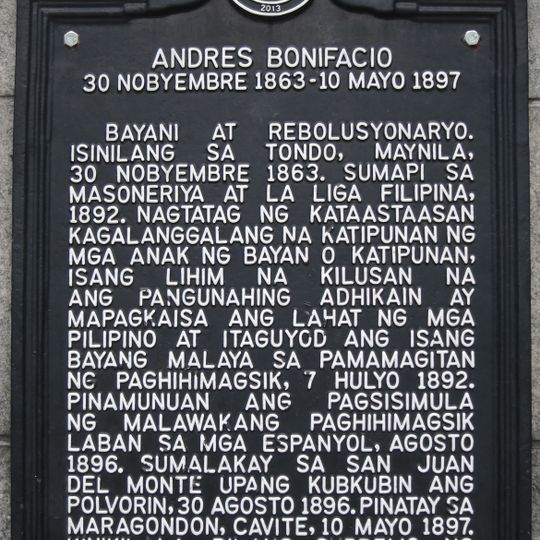 2013
ANDRES BONIFACIO
30 NOBYEMBRE 1863-10 MAYO 1897
BAYANI AT REBOLUSYONARYO.
ISINILANG SA TONDO, MAYNILA,
30 NOBYEMBRE 1863. SUMAPI SA
MASONERIYA AT LA LIGA FILIPINA,
1892. NAGTATAG NG KATAASTAASAN
KAGALANGGALANG NA KATIPUNAN NG
MGA ANAK NG BAYAN O KATIPUNAN,
ISANG LIHIM NA KILUSAN NA
ANG PANGUNAHING ADHIKAIN AY
MAPAGKAISA ANG LAHAT NG MGA
PILIPINO AT ITAGUYOD ANG ISANG
BAYANG MALAYA SA PAMAMAGITAN
NG PAGHIHIMAGSIK, 7 HULYO 1892.
PINAMUNUAN ANG PAGSISIMULA
NG MALAWAKANG PAGHIHIMAGSIK
LABAN SA MGA ESPANYOL, AGOSTO
1896. SUMALAKAY SA SAN JUAN
DEL MONTE UPANG KUBKUBIN ANG
POLVORIN, 30 AGOSTO 1896. PINATAY SA
MARAGONDON, CAVITE, 10 MAYO 1897.